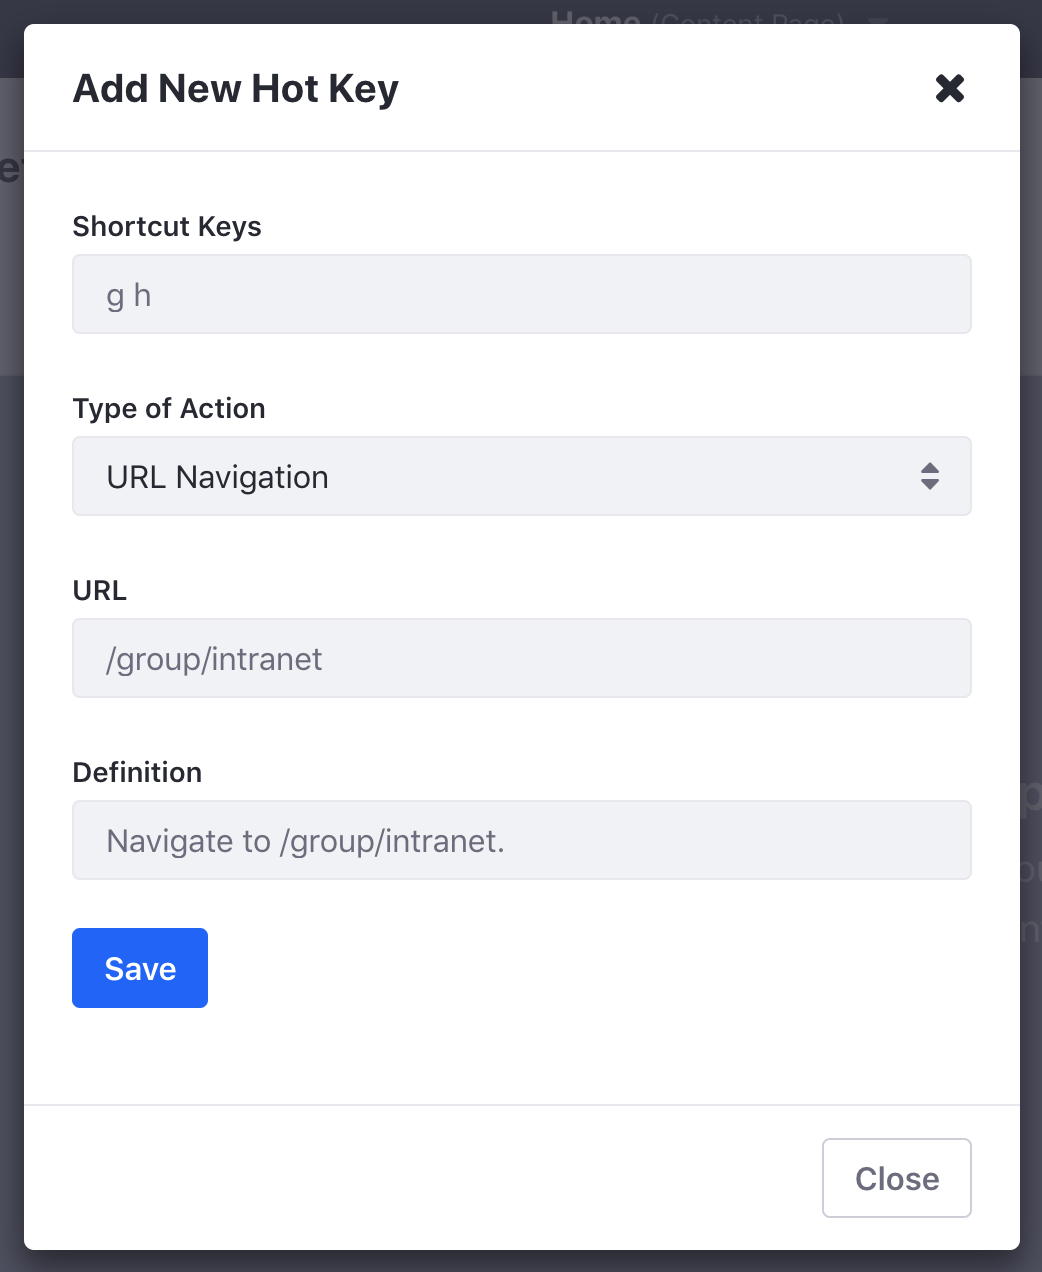 Home (Content Page)
Add New Hot Key
Shortcut Keys
g h
Type of Action
URL Navigation
URL
/group/intranet
Definition
Navigate to /group/intranet.
Save
Close